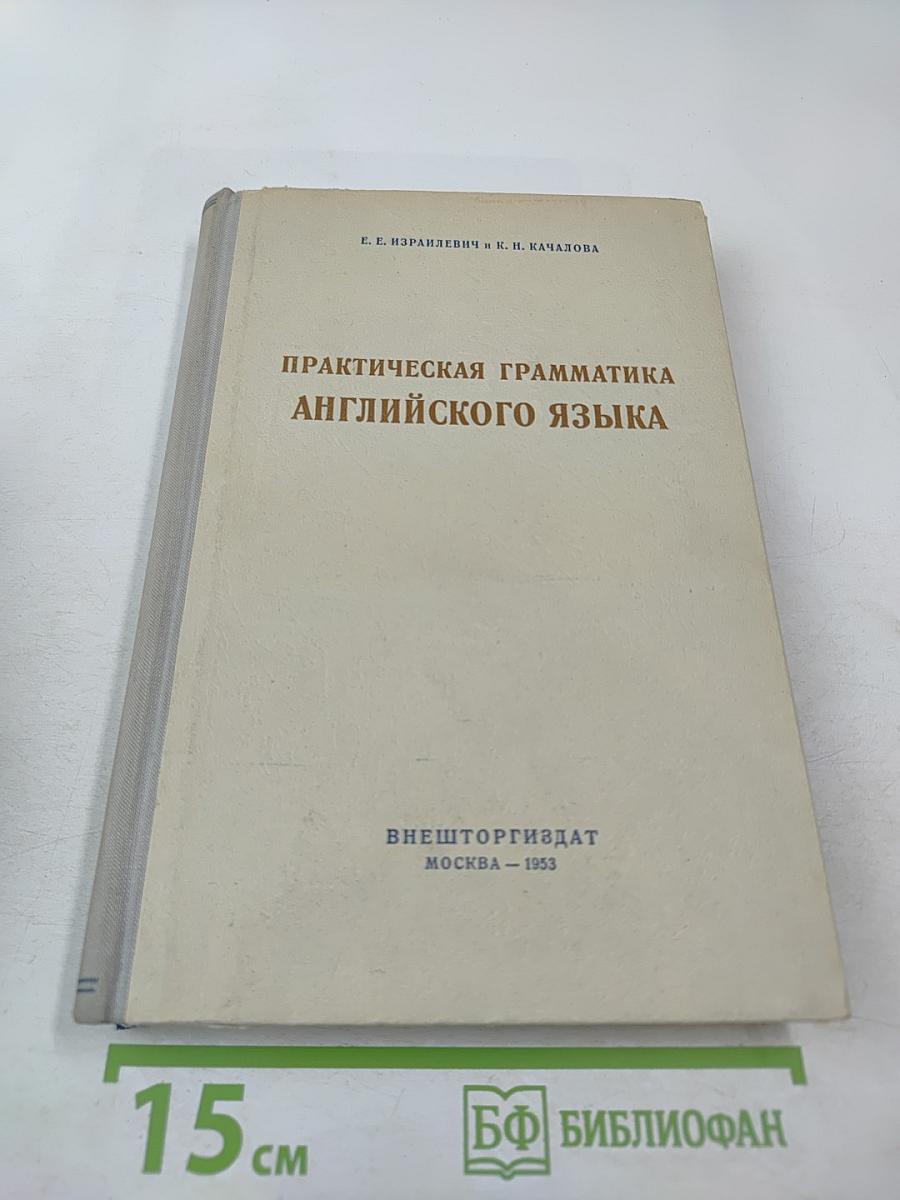 Е. Е. ИЗРАИЛЕВИЧ и К. Н. КАЧАЛОВА
ПРАКТИЧЕСКАЯ ГРАММАТИКА
АНГЛИЙСКОГО ЯЗЫКА
ВНЕШТОРГИЗДАТ
МОСКВА — 1953
15 см
БФ БИБЛИОФАН